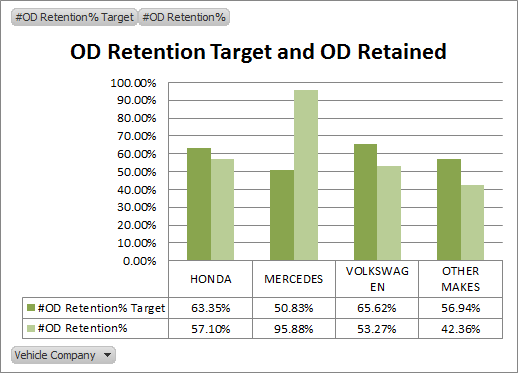 #OD Retention% Target #OD Retention%
OD Retention Target and OD Retained
100.00%
90.00%
80.00%
70.00%
60.00%
50.00%
40.00%
30.00%
20.00%
10.00%
0.00%
HONDA MERCEDES VOLKSWAG OTHER
EN MAKES
#OD Retention% Target 63.35% 50.83% 65.62% 56.94%
#OD Retention% 57.10% 95.88% 53.27% 42.36%
Vehicle Company